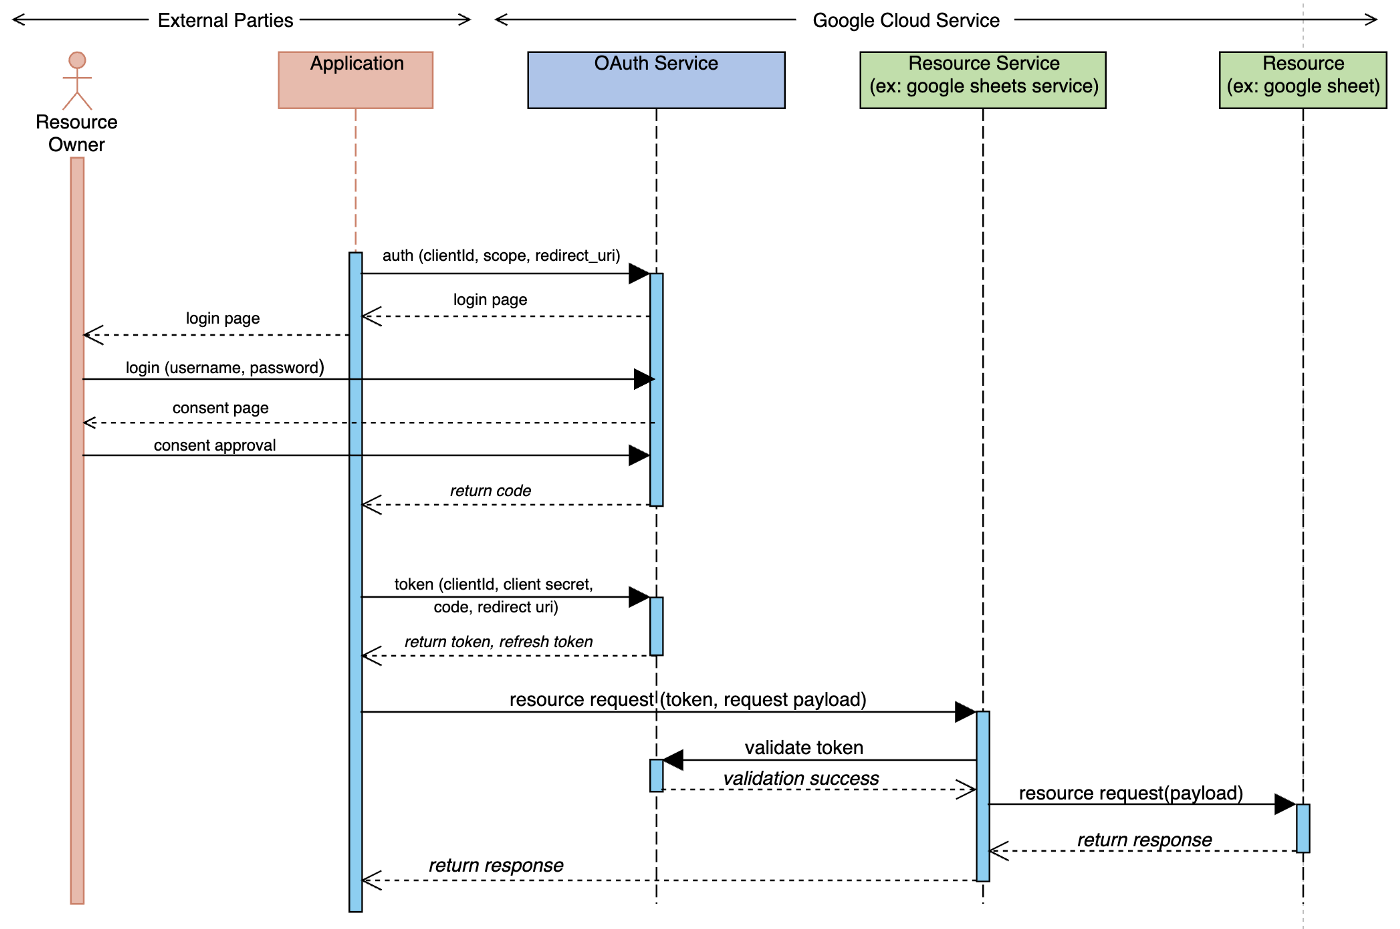 External Parties
Google Cloud Service
Resource
Owner
Application
OAuth Service
Resource Service
(ex: google sheets service)
Resource
(ex: google sheet)
auth (clientId, scope, redirect_uri)
login page
login page
login (username, password)
consent page
consent approval
return code
token (clientId, client secret,
code, redirect uri)
return token, refresh token
resource request (token, request payload)
validate token
validation success
resource request(payload)
return response
return response